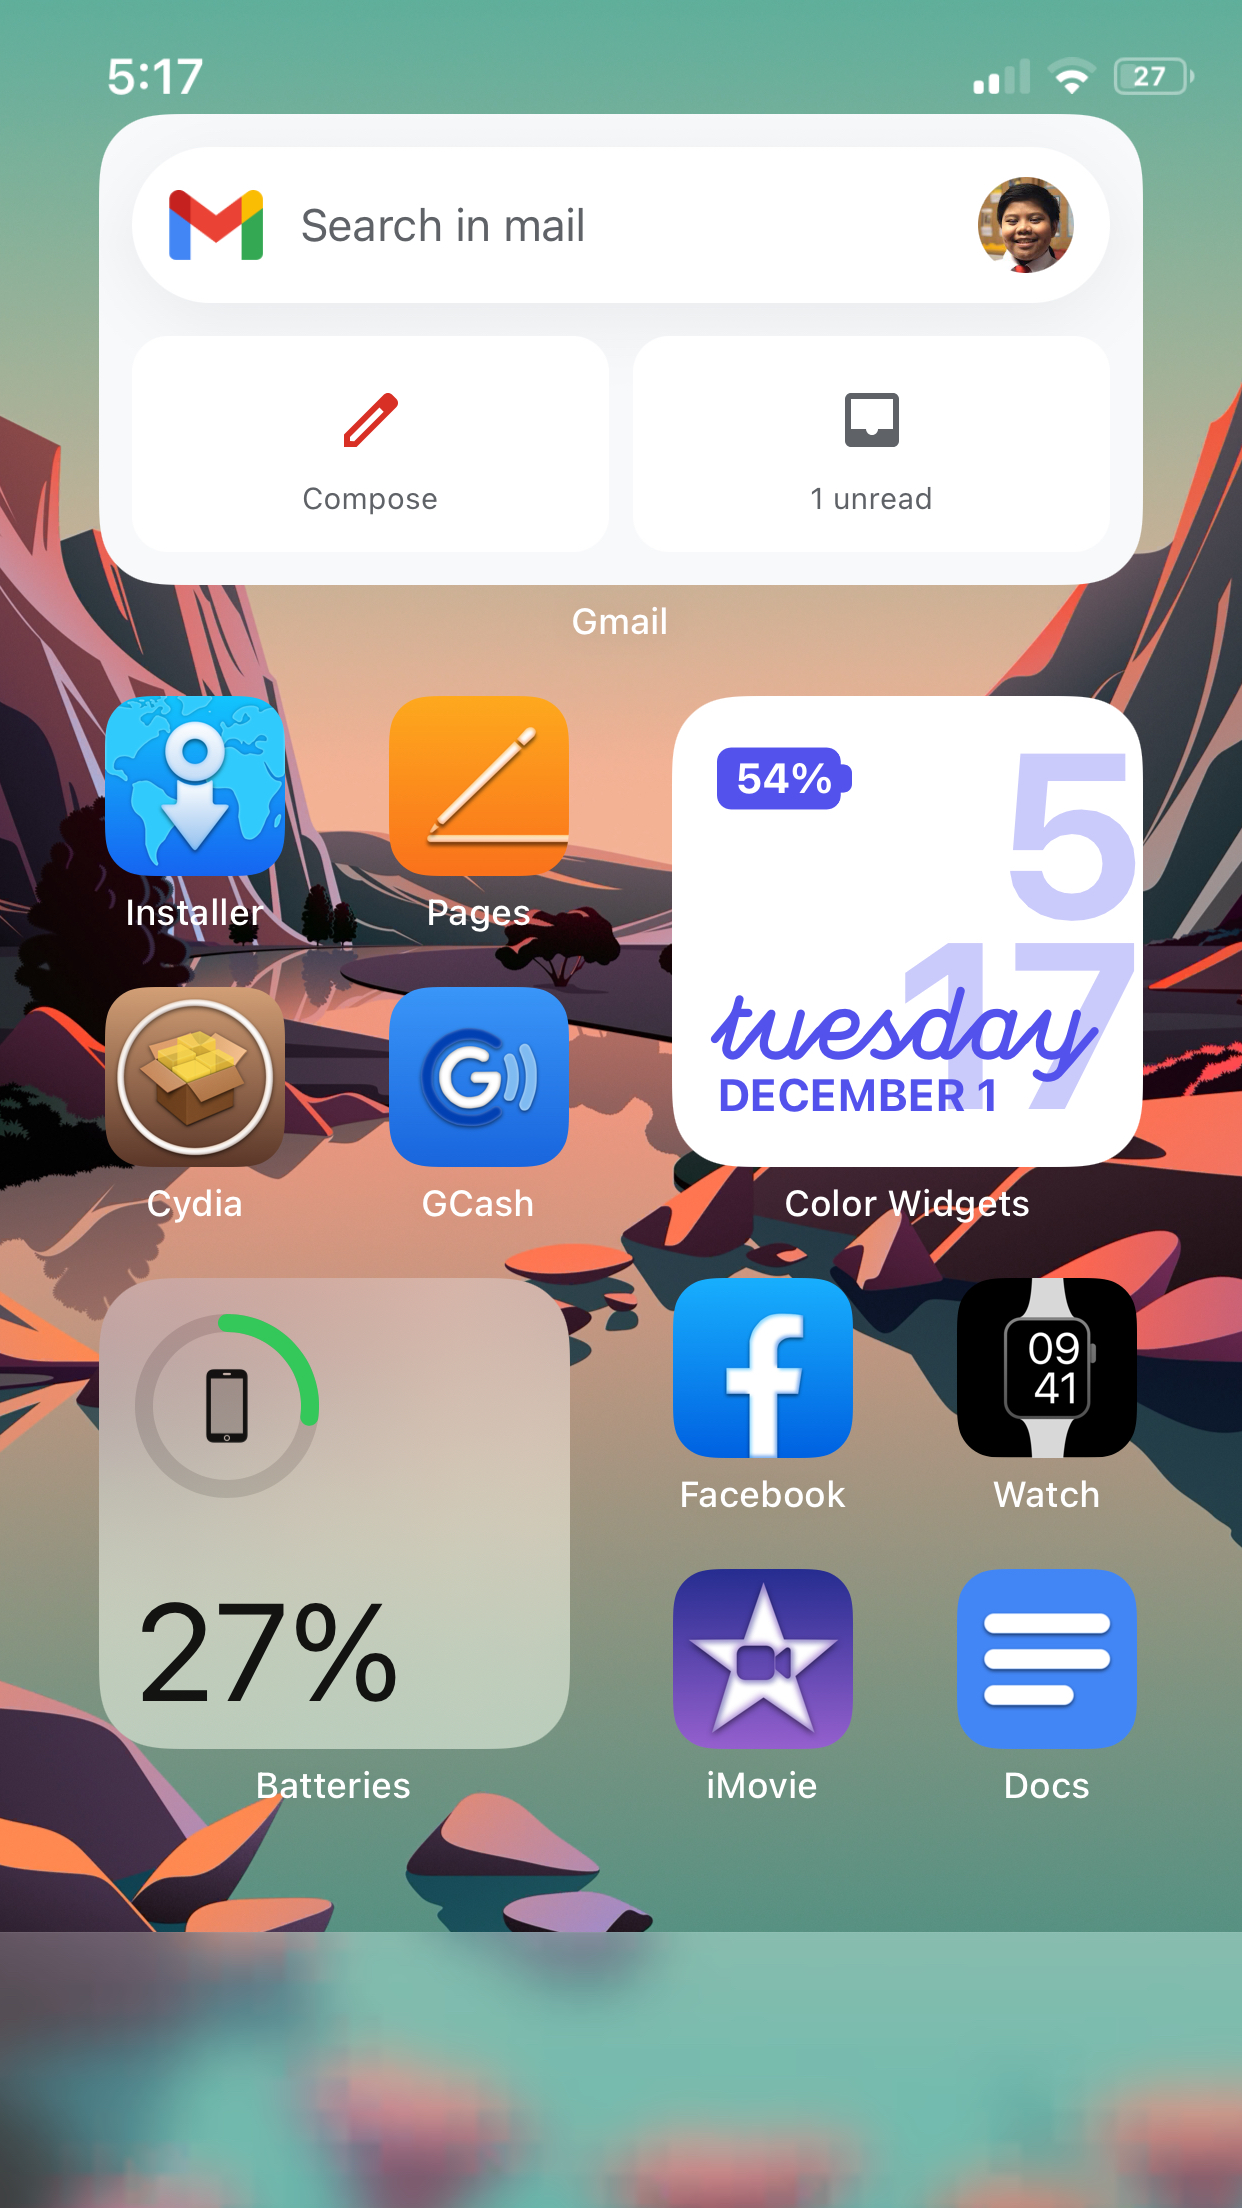 5:17
27
Search in mail
Compose
1 unread
Gmail
Installer
Pages
54%
5
17
tuesday
DECEMBER 1
Cydia
GCash
Color Widgets
09
41
Facebook
Watch
27%
Batteries
iMovie
Docs